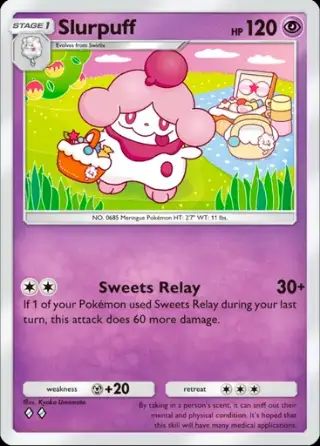 STAGE 1
Slurpuff
HP 120
Evolves from Swirlix
NO. 0685 Meringue Pokémon HT: 2'7" WT: 11 lbs.
Sweets Relay 30+
If 1 of your Pokémon used Sweets Relay during your last
turn, this attack does 60 more damage.
weakness +20 retreat
Illus. Kyoko Umemoto
By taking in a person's scent, it can sniff out their
mental and physical condition. It's hoped that
this skill will have many medical applications.